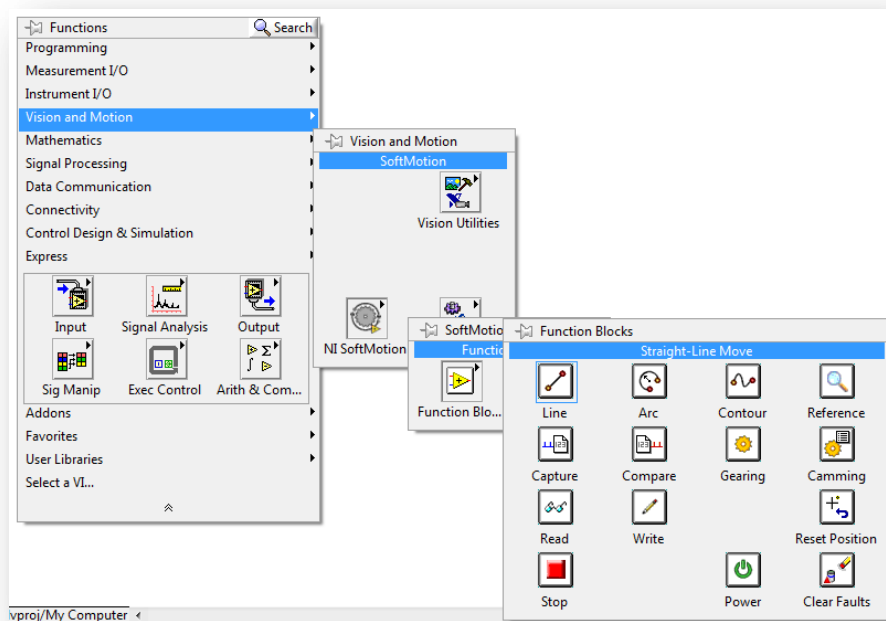 Functions
Search
Programming
Measurement I/O
Instrument I/O
Vision and Motion
Mathematics
Signal Processing
Data Communication
Connectivity
Control Design & Simulation
Express
Input Signal Analysis Output
Sig Manip Exec Control Arith & Com...
Addons
Favorites
User Libraries
Select a VI...
Vision and Motion
SoftMotion
Vision Utilities
NI SoftMotion
SoftMotio
Functio
Function Blo...
Function Blocks
Straight-Line Move
Line Arc Contour Reference
Capture Compare Gearing Camming
Read Write Reset Position
Stop Power Clear Faults
vproj/My Computer